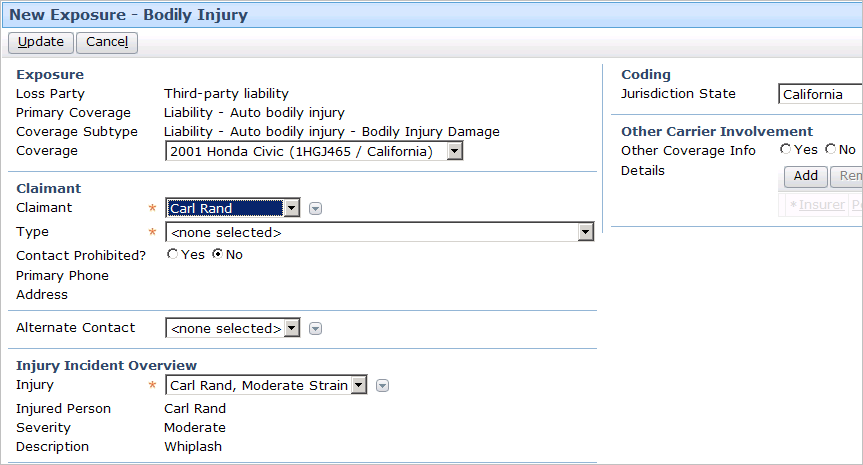 New Exposure - Bodily Injury
Update Cancel
Exposure
Loss Party Third-party liability
Primary Coverage Liability - Auto bodily injury
Coverage Subtype Liability - Auto bodily injury - Bodily Injury Damage
Coverage 2001 Honda Civic (1HGJ465 / California)
Claimant
Claimant * Carl Rand
Type * <none selected>
Contact Prohibited? Yes No
Primary Phone
Address
Alternate Contact <none selected>
Injury Incident Overview
Injury * Carl Rand, Moderate Strain
Injured Person Carl Rand
Severity Moderate
Description Whiplash
Coding
Jurisdiction State California
Other Carrier Involvement
Other Coverage Info Yes No
Details
Add Rem
*Insurer